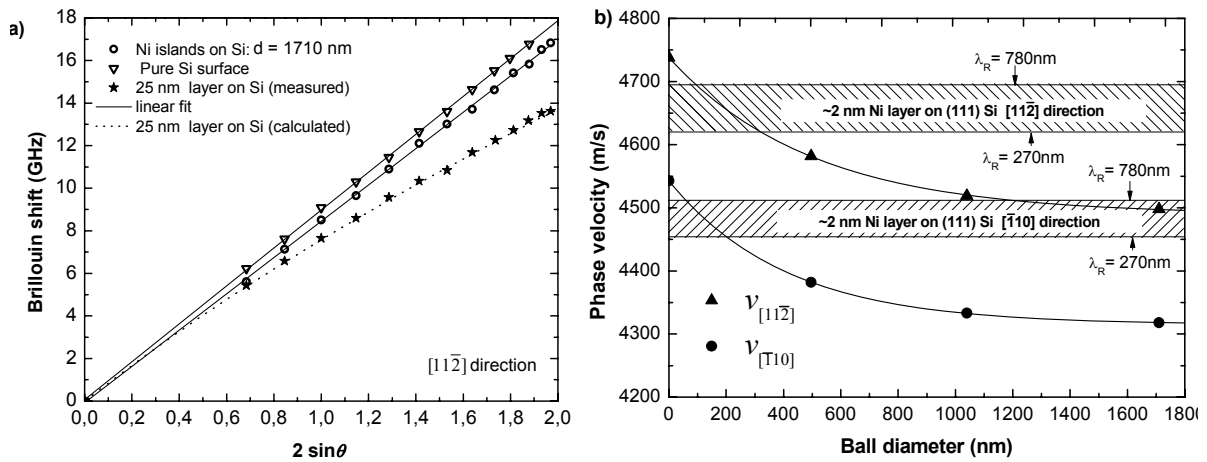 a)
Brillouin shift (GHz)
18
16
14
12
10
8
6
4
2
0
Ni islands on Si: d = 1710 nm
Pure Si surface
25 nm layer on Si (measured)
linear fit
25 nm layer on Si (calculated)
[112̅] direction
0,0 0,2 0,4 0,6 0,8 1,0 1,2 1,4 1,6 1,8 2,0
2 sinθ
b)
Phase velocity (m/s)
4800
4700
4600
4500
4400
4300
4200
λR= 780nm
~2 nm Ni layer on (111) Si [112̅] direction
λR= 270nm
λR= 780nm
~2 nm Ni layer on (111) Si [1̅10] direction
λR= 270nm
ν[112̅]
ν[1̅10]
0 200 400 600 800 1000 1200 1400 1600 1800
Ball diameter (nm)